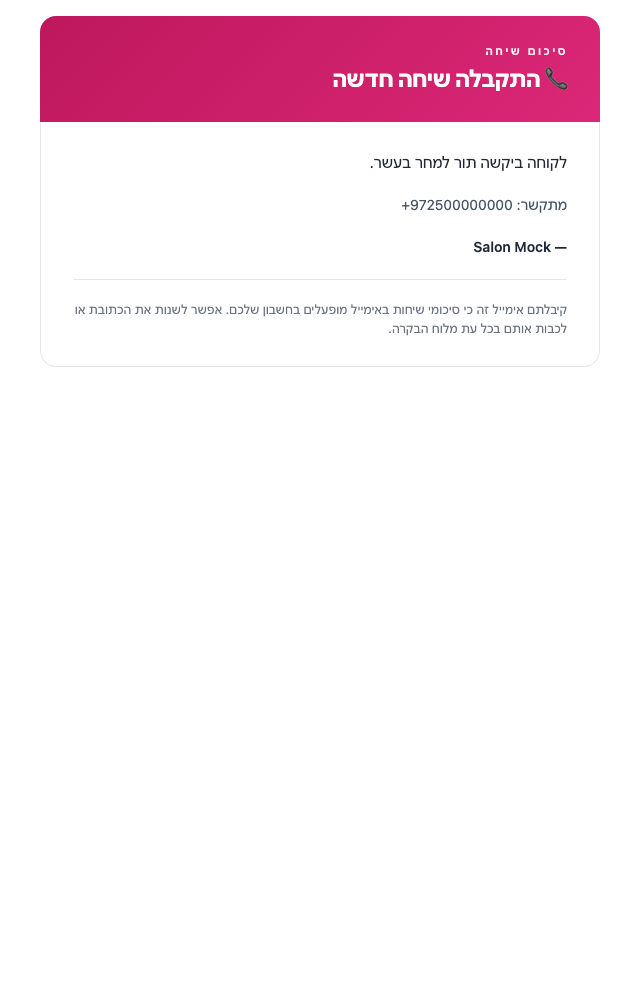 סיכום שיחה
📞 התקבלה שיחה חדשה
לקוחה ביקשה תור למחר בעשר.
מתקשר: 972500000000+
— Salon Mock
קיבלתם אימייל זה כי סיכומי שיחות באימייל מופעלים בחשבון שלכם. אפשר לשנות את הכתובת או
לכבות אותם בכל עת מלוח הבקרה.